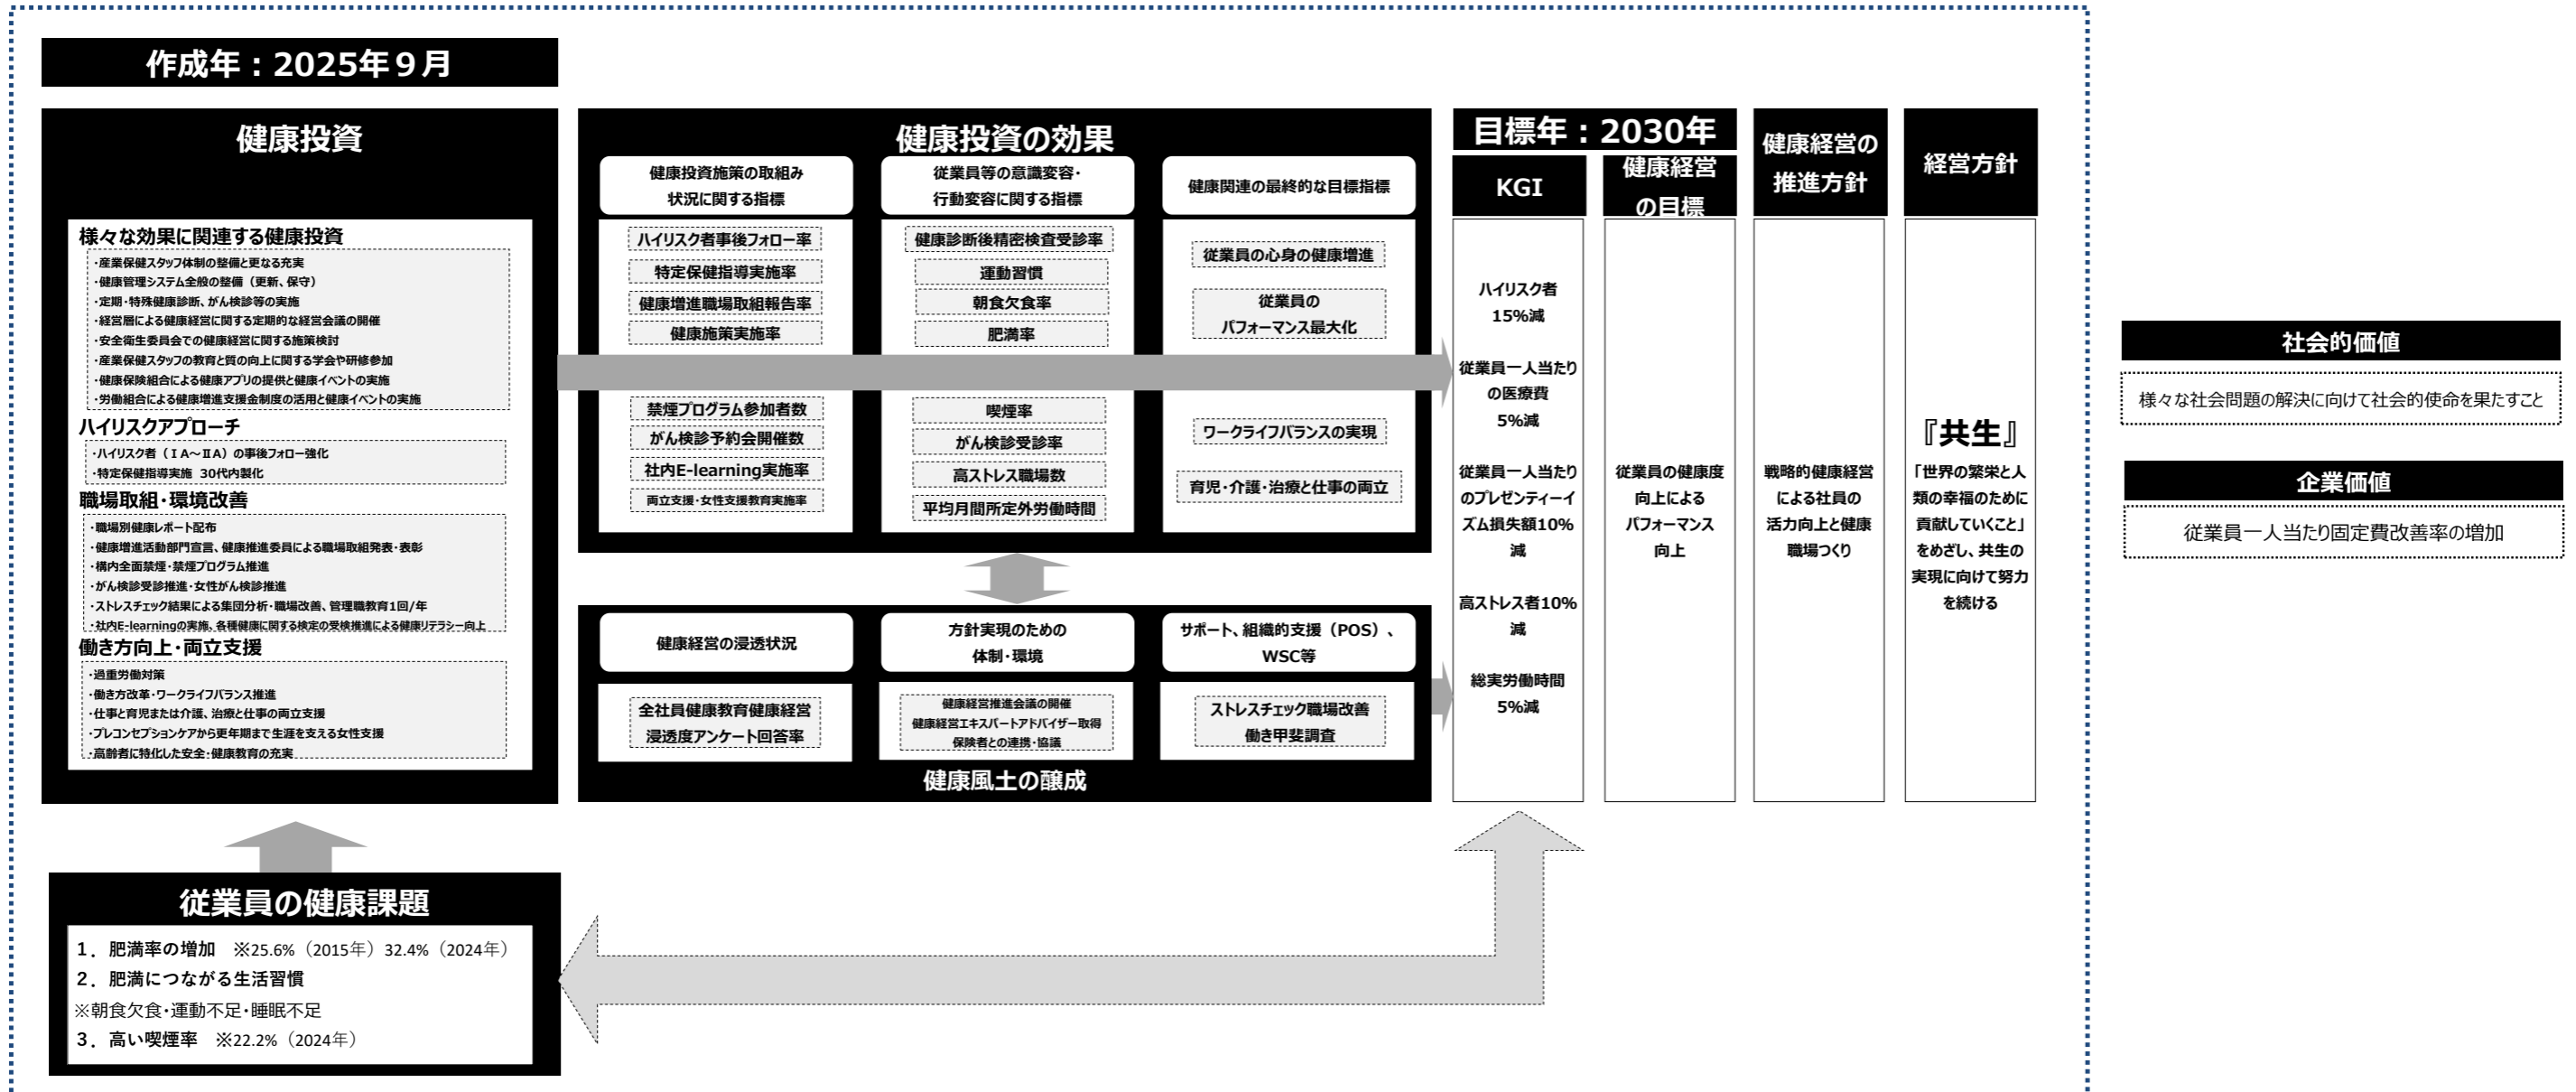 作成年：2025年９月
健康投資
様々な効果に関連する健康投資
・産業保健スタッフ体制の整備と更なる充実
・健康管理システム全般の整備（更新、保守）
・定期・特殊健康診断、がん検診等の実施
・経営層による健康経営に関する定期的な経営会議の開催
・安全衛生委員会での健康経営に関する施策検討
・産業保健スタッフの教育と質の向上に関する学会や研修参加
・健康保険組合による健康アプリの提供と健康イベントの実施
・労働組合による健康増進支援金制度の活用と健康イベントの実施
ハイリスクアプローチ
・ハイリスク者（ⅠA～ⅡA）の事後フォロー強化
・特定保健指導実施 30代内製化
職場取組・環境改善
・職場別健康レポート配布
・健康増進活動部門宣言、健康推進委員による職場取組発表・表彰
・構内全面禁煙・禁煙プログラム推進
・がん検診受診推進・女性がん検診推進
・ストレスチェック結果による集団分析・職場改善、管理職教育1回/年
・社内E-learningの実施、各種健康に関する検定の受検推進による健康リテラシー向上
働き方向上・両立支援
・過重労働対策
・働き方改革・ワークライフバランス推進
・仕事と育児または介護、治療と仕事の両立支援
・プレコンセプションケアから更年期まで生涯を支える女性支援
・高齢者に特化した安全・健康教育の充実
健康投資の効果
健康投資施策の取組み
状況に関する指標
ハイリスク者事後フォロー率
特定保健指導実施率
健康増進職場取組報告率
健康施策実施率
禁煙プログラム参加者数
がん検診予約会開催数
社内E-learning実施率
両立支援・女性支援教育実施率
従業員等の意識変容・
行動変容に関する指標
健康診断後精密検査受診率
運動習慣
朝食欠食率
肥満率
喫煙率
がん検診受診率
高ストレス職場数
平均月間所定外労働時間
健康関連の最終的な目標指標
従業員の心身の健康増進
従業員の
パフォーマンス最大化
ワークライフバランスの実現
育児・介護・治療と仕事の両立
健康経営の浸透状況
全社員健康教育健康経営
浸透度アンケート回答率
方針実現のための
体制・環境
健康経営推進会議の開催
健康経営エキスパートアドバイザー取得
保険者との連携・協議
サポート、組織的支援（POS）、
WSC等
ストレスチェック職場改善
働き甲斐調査
健康風土の醸成
目標年：2030年
KGI
ハイリスク者
15%減
従業員一人当たり
の医療費
5%減
従業員一人当たり
のプレゼンティーイ
ズム損失額10%
減
高ストレス者10%
減
総実労働時間
5%減
健康経営
の目標
従業員の健康度
向上による
パフォーマンス
向上
健康経営の
推進方針
戦略的健康経営
による社員の
活力向上と健康
職場つくり
経営方針
『共生』
「世界の繁栄と人
類の幸福のために
貢献していくこと」
をめざし、共生の
実現に向けて努力
を続ける
社会的価値
様々な社会問題の解決に向けて社会的使命を果たすこと
企業価値
従業員一人当たり固定費改善率の増加
従業員の健康課題
1．肥満率の増加　※25.6%（2015年）32.4%（2024年）
2．肥満につながる生活習慣
※朝食欠食・運動不足・睡眠不足
3．高い喫煙率　※22.2%（2024年）